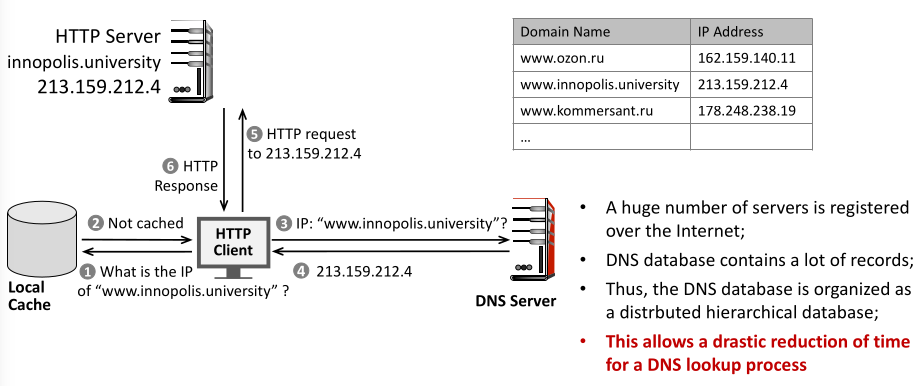 HTTP Server
innopolis.university
213.159.212.4
Domain Name IP Address
www.ozon.ru 162.159.140.11
www.innopolis.university 213.159.212.4
www.kommersant.ru 178.248.238.19
...
5 HTTP request
to 213.159.212.4
6 HTTP
Response
2 Not cached
HTTP
Client
3 IP: “www.innopolis.university”?
1 What is the IP
of “www.innopolis.university” ?
4 213.159.212.4
Local
Cache
DNS Server
• A huge number of servers is registered
over the Internet;
• DNS database contains a lot of records;
• Thus, the DNS database is organized as
a distrbuted hierarchical database;
• This allows a drastic reduction of time
for a DNS lookup process